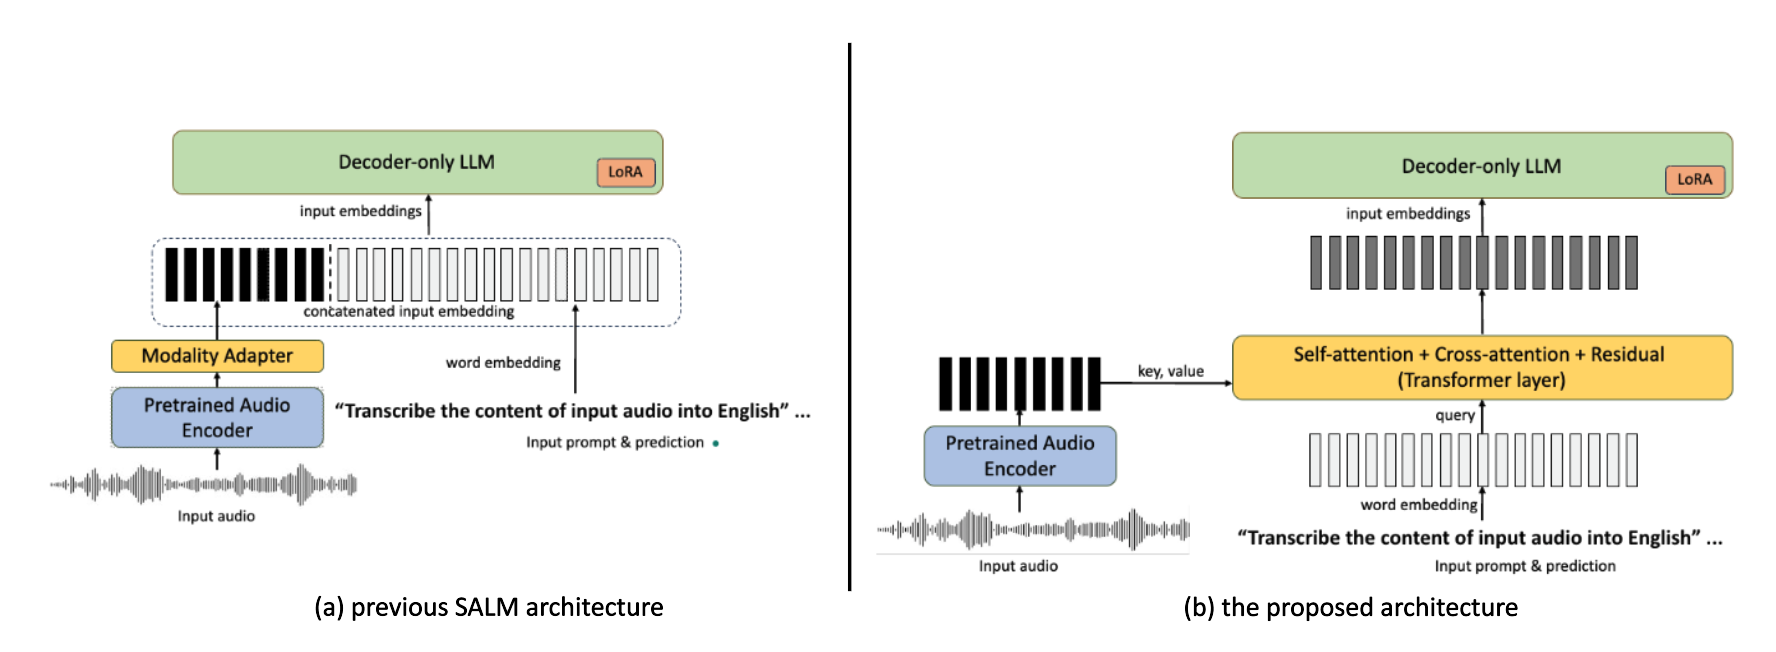 Decoder-only LLM
LoRA
input embeddings
concatenated input embedding
Modality Adapter
word embedding
Pretrained Audio
Encoder
“Transcribe the content of input audio into English” ...
Input prompt & prediction
Input audio
(a) previous SALM architecture
Decoder-only LLM
LoRA
input embeddings
Self-attention + Cross-attention + Residual
(Transformer layer)
key, value
query
Pretrained Audio
Encoder
word embedding
“Transcribe the content of input audio into English” ...
Input prompt & prediction
Input audio
(b) the proposed architecture